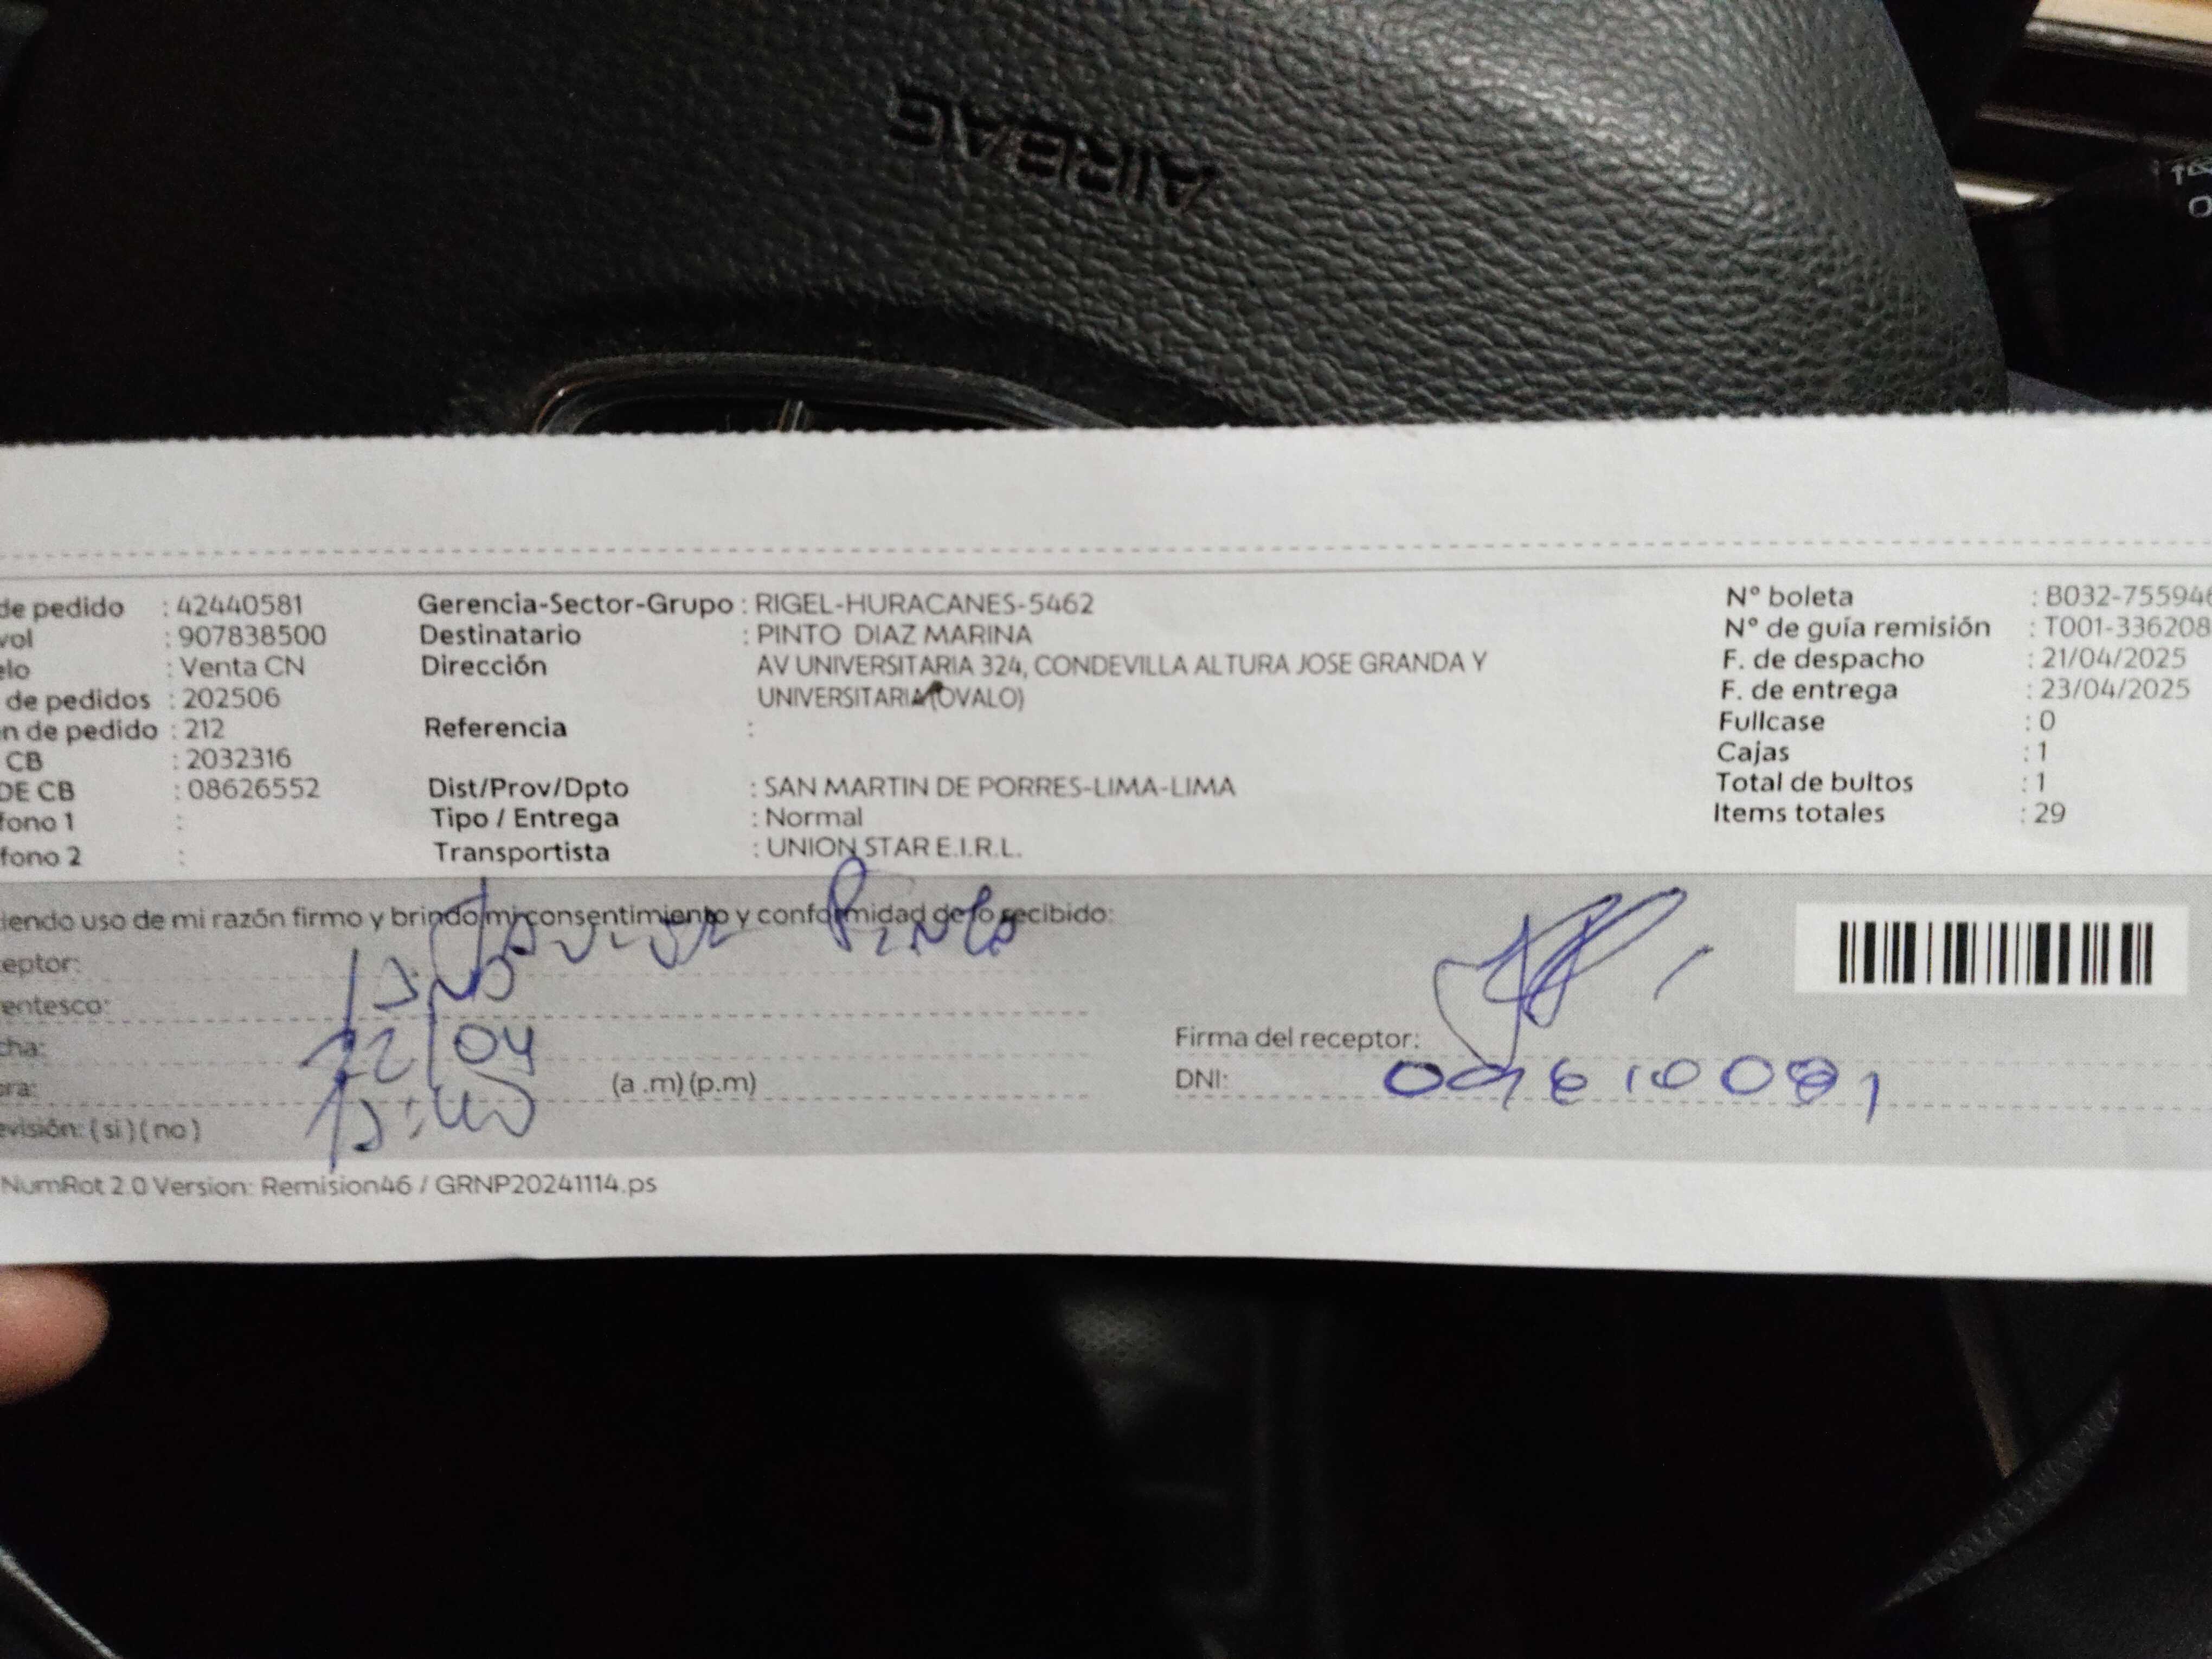 AIRBAG
de pedido : 42440581 Gerencia-Sector-Grupo : RIGEL-HURACANES-5462 N° boleta : B032-755946
vol : 907838500 Destinatario : PINTO DIAZ MARINA N° de guía remisión : T001-336208
elo : Venta CN Dirección AV UNIVERSITARIA 324, CONDEVILLA ALTURA JOSE GRANDA Y F. de despacho : 21/04/2025
de pedidos : 202506 UNIVERSITARIA (OVALO) F. de entrega : 23/04/2025
n de pedido : 212 Referencia : Fullcase : 0
CB : 2032316 Cajas : 1
DE CB : 08626552 Dist/Prov/Dpto : SAN MARTIN DE PORRES-LIMA-LIMA Total de bultos : 1
fono 1 : Tipo / Entrega : Normal Items totales : 29
fono 2 : Transportista : UNION STAR E.I.R.L.
iendo uso de mi razón firmo y brindo mi consentimiento y conformidad de lo recibido:
eptor: Pinto
entesco:
cha: 22/04 Firma del receptor:
ora: (a.m) (p.m) DNI:
evisión: (si) (no)
NumRot 2.0 Version: Remision46 / GRNP20241114.ps